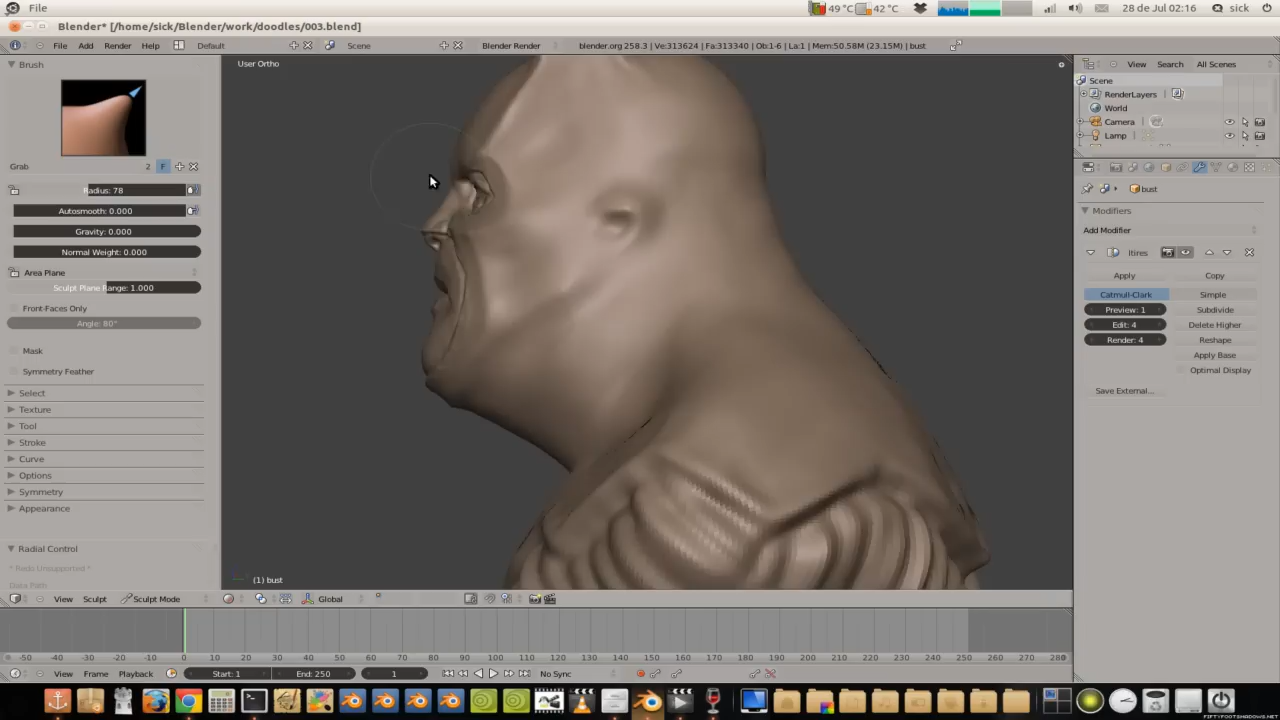 File 49 °C 42 °C 28 de Jul 02:16 sick
Blender* [/home/sick/Blender/work/doodles/003.blend]
File Add Render Help Default Scene Blender Render blender.org 258.3 | Ve:313624 | Fa:313340 | Ob:1-6 | La:1 | Mem:50.58M (23.15M) | bust View Search All Scenes
Brush
User Ortho
Scene
RenderLayers
World
Camera
Lamp
Grab 2 F
Radius: 78
bust
Autosmooth: 0.000
Modifiers
Gravity: 0.000
Add Modifier
Normal Weight: 0.000
ltires
Area Plane
Apply Copy
Sculpt Plane Range: 1.000
Catmull-Clark Simple
Front-Faces Only
Preview: 1 Subdivide
Angle: 80°
Edit: 4 Delete Higher
Render: 4 Reshape
Mask
Apply Base
Symmetry Feather
Optimal Display
Select
Save External...
Texture
Tool
Stroke
Curve
Options
Symmetry
Appearance
Radial Control
* Redo Unsupported *
Data Path
(1) bust
View Sculpt Sculpt Mode Global
-50 -40 -30 -20 -10 0 10 20 30 40 50 60 70 80 90 100 110 120 130 140 150 160 170 180 190 200 210 220 230 240 250 260 270 280
View Frame Playback Start: 1 End: 250 1 No Sync
FIFTYFOOTSHADOWS.NET